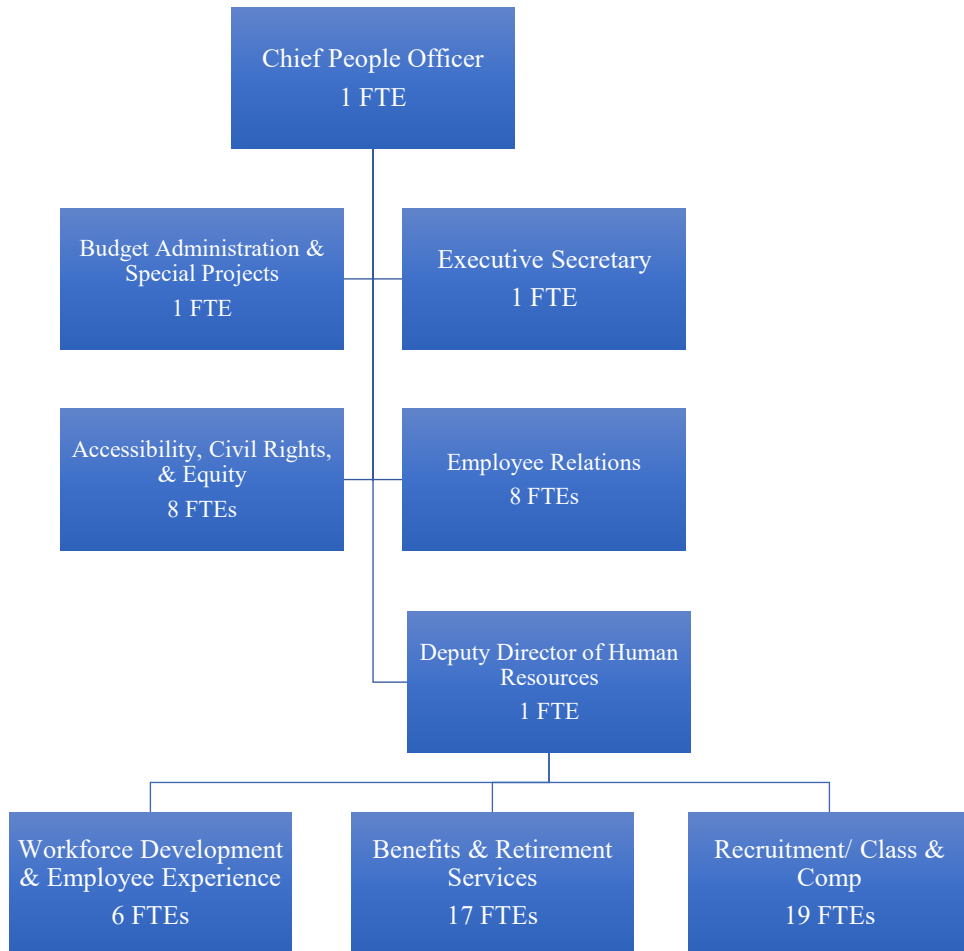 Chief People Officer
1 FTE
Budget Administration &
Special Projects
1 FTE
Executive Secretary
1 FTE
Accessibility, Civil Rights,
& Equity
8 FTEs
Employee Relations
8 FTEs
Deputy Director of Human
Resources
1 FTE
Workforce Development
& Employee Experience
6 FTEs
Benefits & Retirement
Services
17 FTEs
Recruitment/ Class &
Comp
19 FTEs